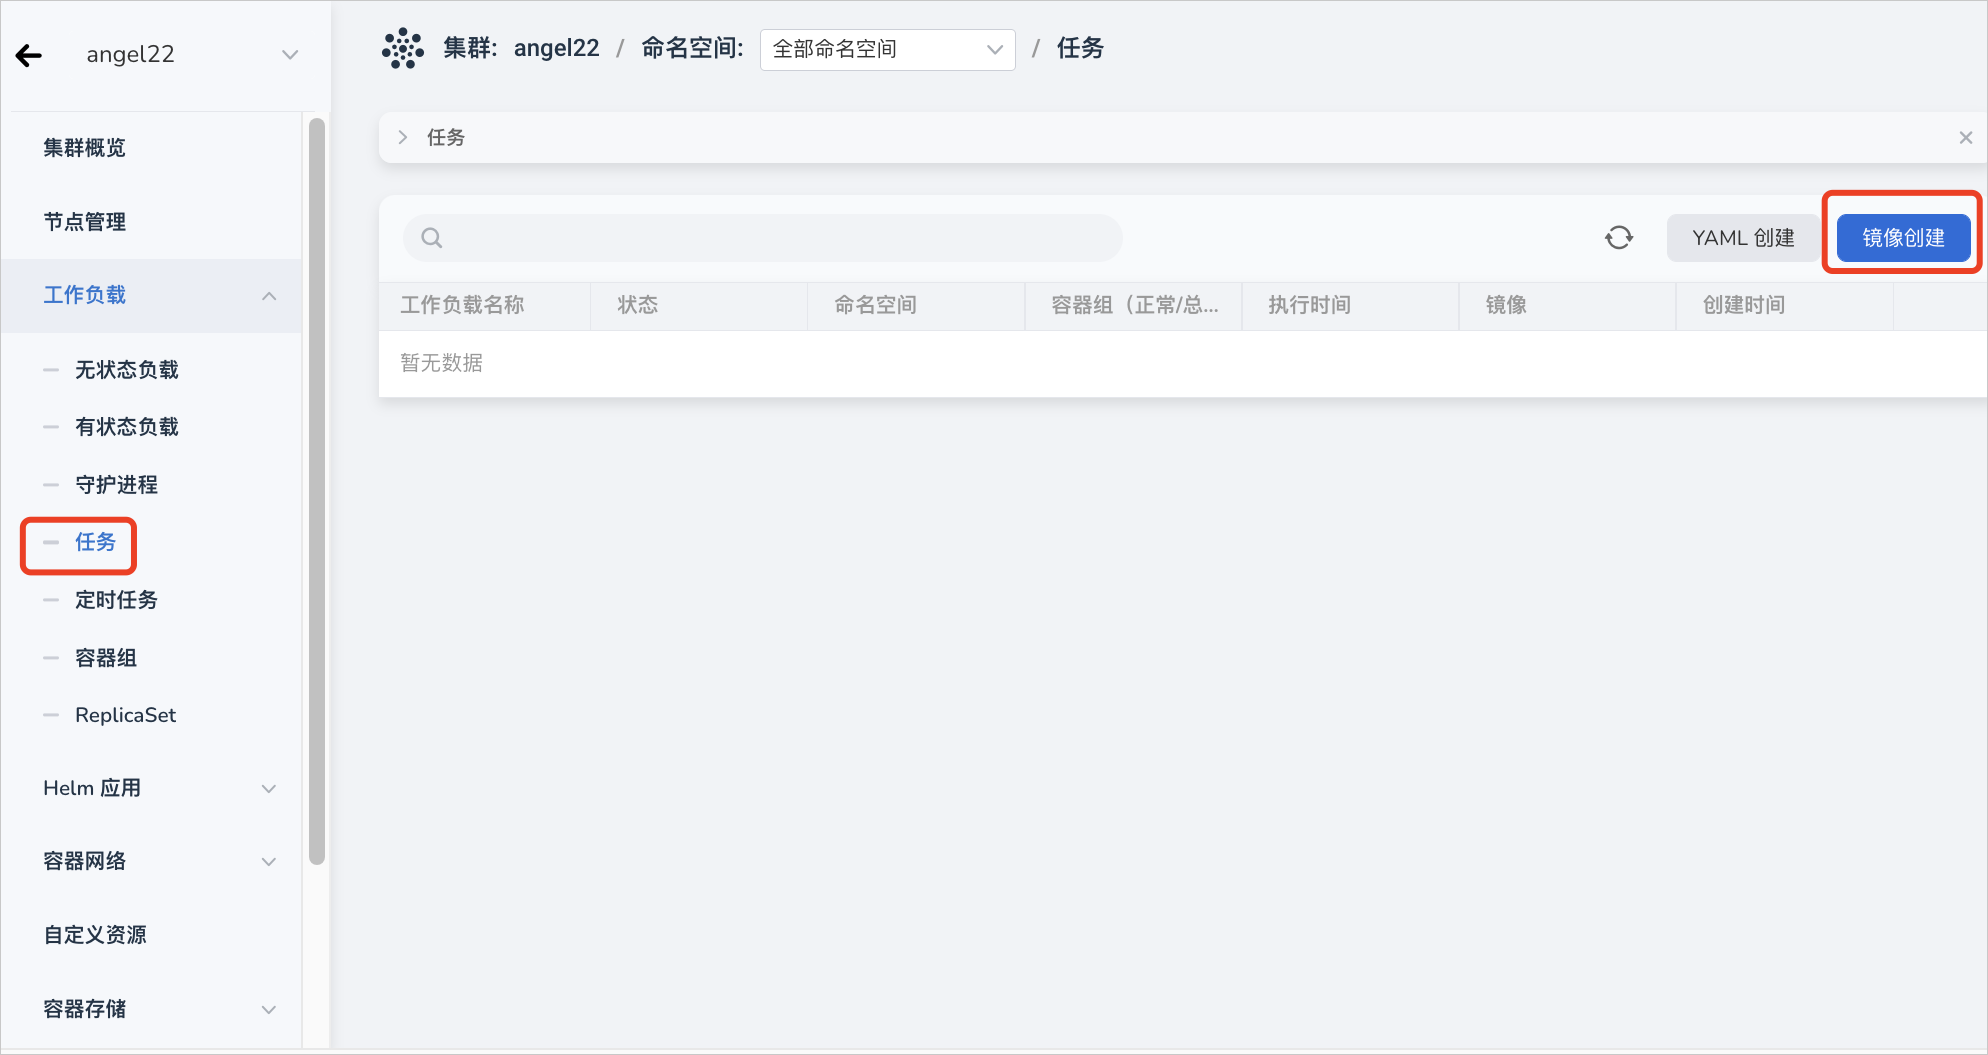 angel22
集群: angel22 / 命名空间: 全部命名空间 / 任务
集群概览
节点管理
工作负载
无状态负载
有状态负载
守护进程
任务
定时任务
容器组
ReplicaSet
Helm 应用
容器网络
自定义资源
容器存储
任务
YAML 创建
镜像创建
工作负载名称 状态 命名空间 容器组（正常/总... 执行时间 镜像 创建时间
暂无数据